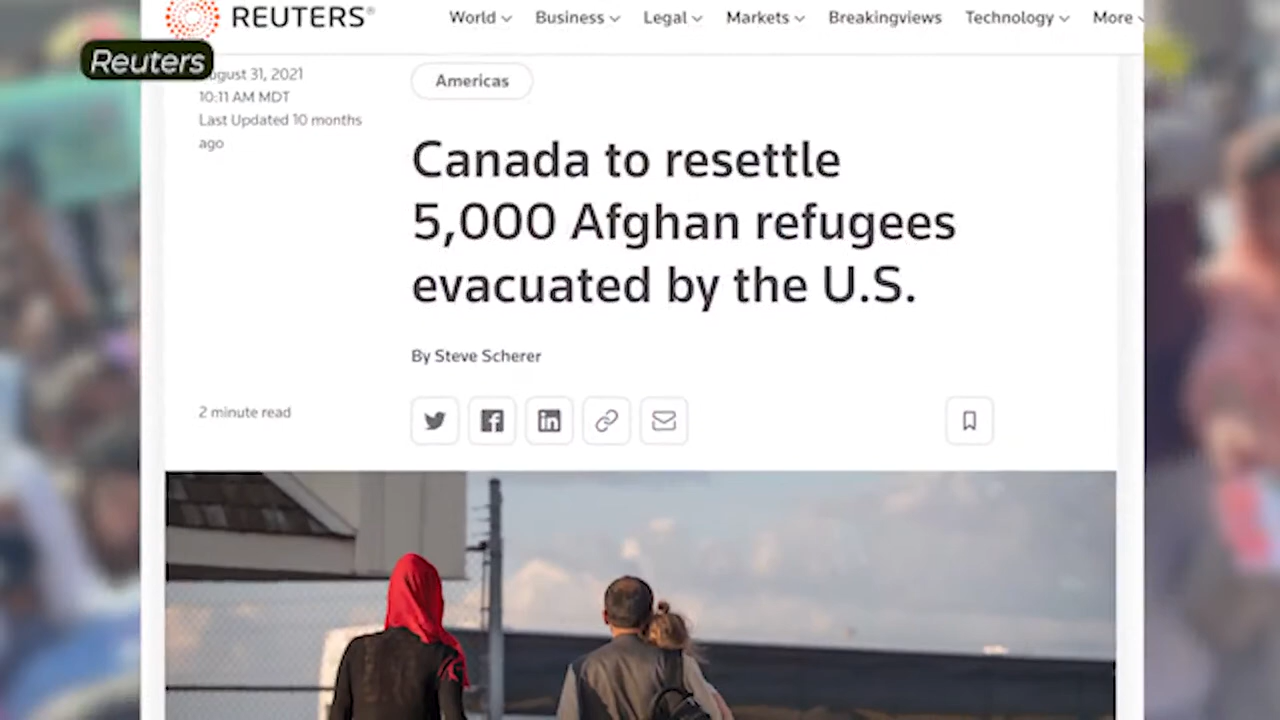 REUTERS®
World Business Legal Markets Breakingviews Technology More
Reuters
ugust 31, 2021
10:11 AM MDT
Last Updated 10 months
ago
Americas
Canada to resettle
5,000 Afghan refugees
evacuated by the U.S.
By Steve Scherer
2 minute read